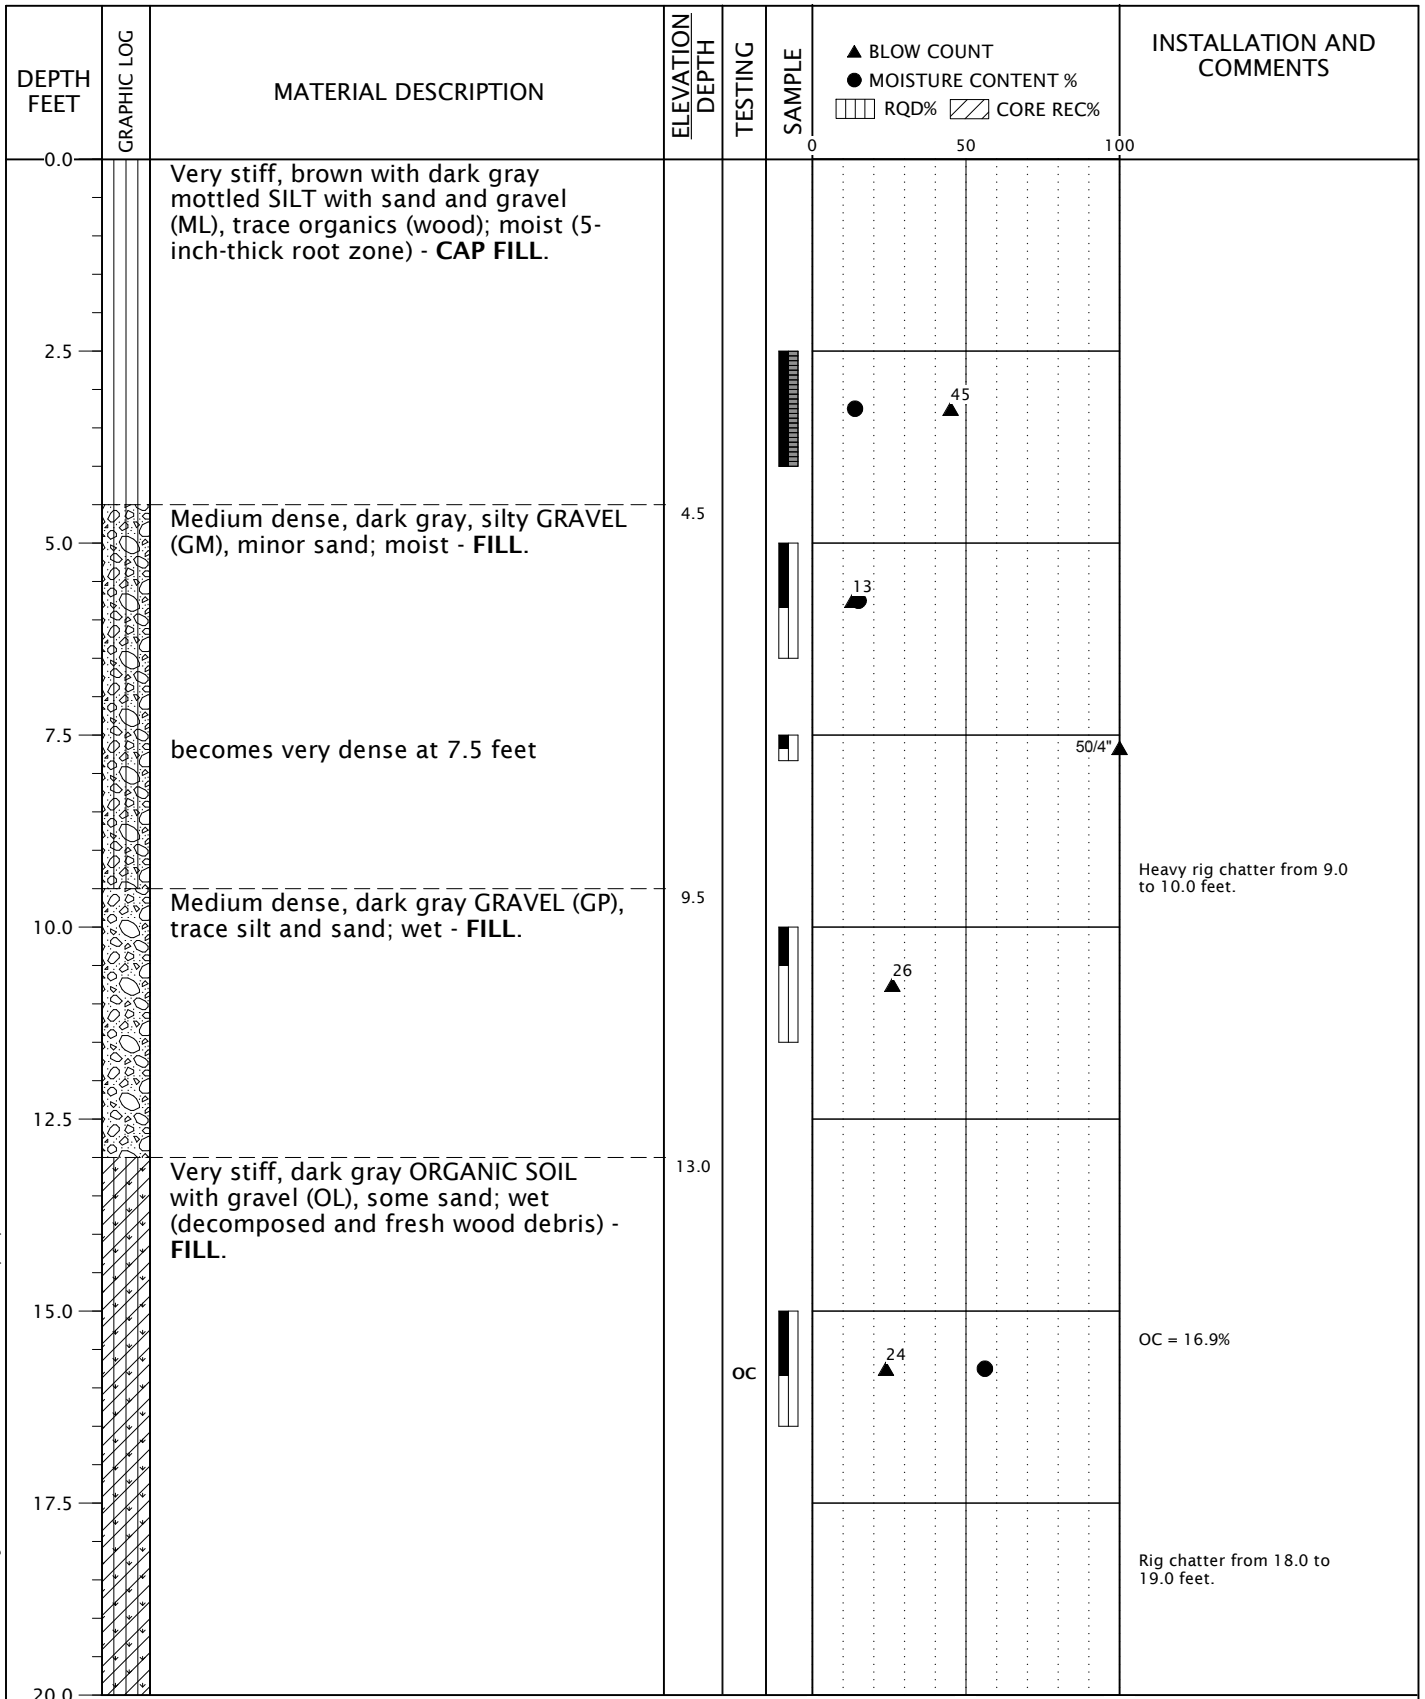 DEPTH
FEET
GRAPHIC LOG
MATERIAL DESCRIPTION
ELEVATION
DEPTH
TESTING
SAMPLE
▲ BLOW COUNT
● MOISTURE CONTENT %
RQD% CORE REC%
0 50 100
INSTALLATION AND
COMMENTS
0.0
Very stiff, brown with dark gray
mottled SILT with sand and gravel
(ML), trace organics (wood); moist (5-
inch-thick root zone) - CAP FILL.
2.5
45
4.5
Medium dense, dark gray, silty GRAVEL
(GM), minor sand; moist - FILL.
5.0
13
7.5
becomes very dense at 7.5 feet
50/4"
Heavy rig chatter from 9.0
to 10.0 feet.
9.5
Medium dense, dark gray GRAVEL (GP),
trace silt and sand; wet - FILL.
10.0
26
12.5
13.0
Very stiff, dark gray ORGANIC SOIL
with gravel (OL), some sand; wet
(decomposed and fresh wood debris) -
FILL.
15.0
OC = 16.9%
24
OC
17.5
Rig chatter from 18.0 to
19.0 feet.
20.0